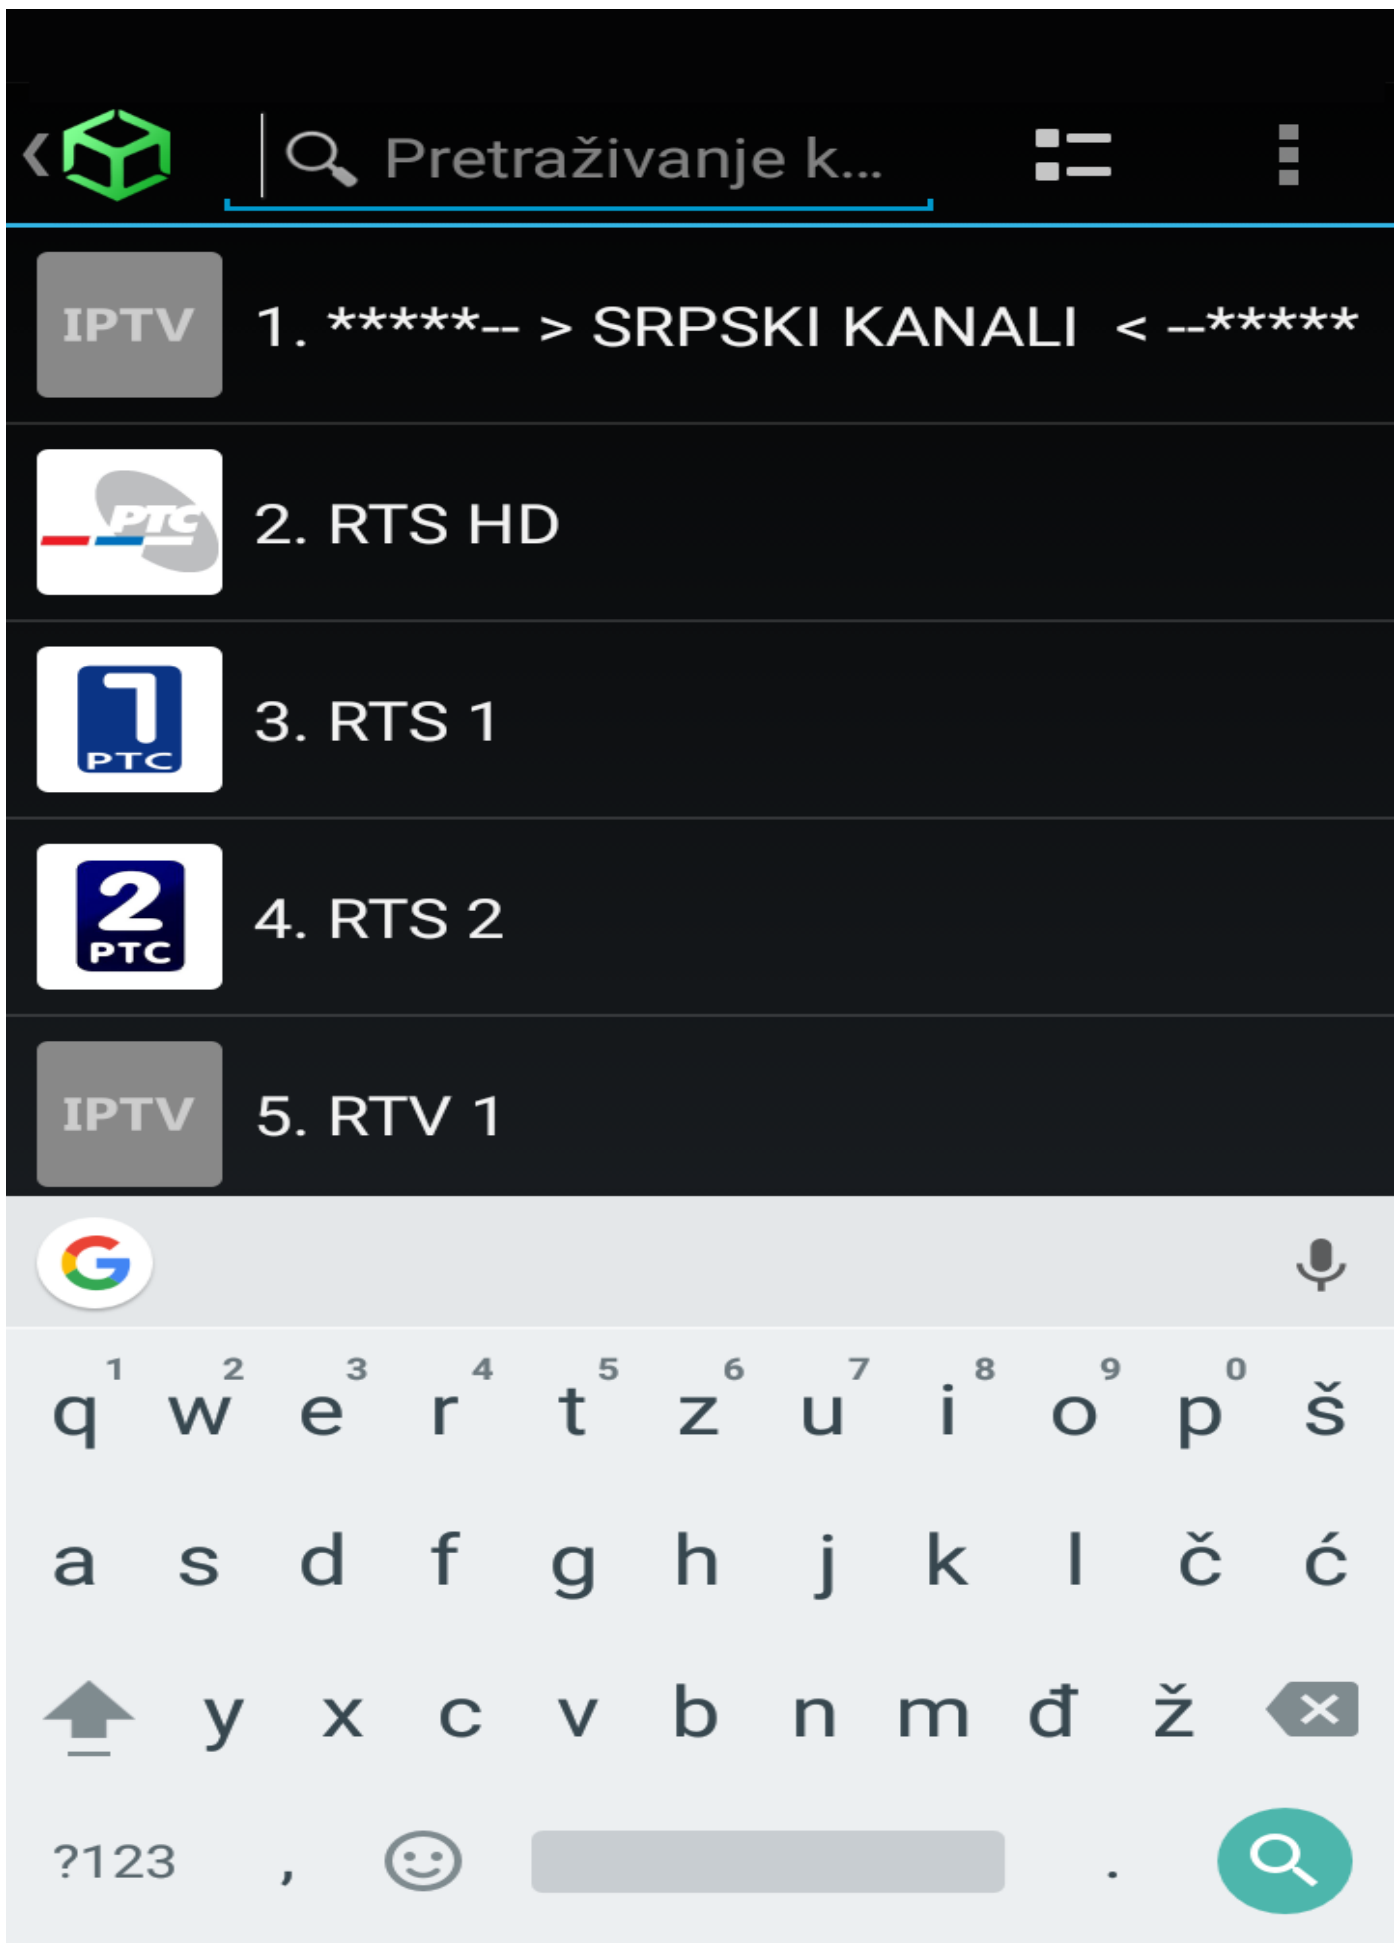 Pretraživanje k...
IPTV 1. *****-- > SRPSKI KANALI < --*****
РТС 2. RTS HD
1 РТС 3. RTS 1
2 РТС 4. RTS 2
IPTV 5. RTV 1
G
1 2 3 4 5 6 7 8 9 0
q w e r t z u i o p š
a s d f g h j k l č ć
y x c v b n m đ ž
?123 , .